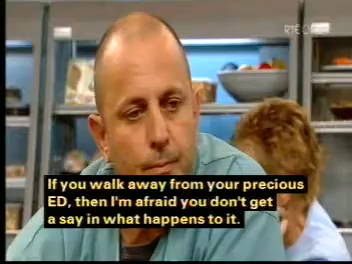 RTÉ
If you walk away from your precious
ED, then I'm afraid you don't get
a say in what happens to it.